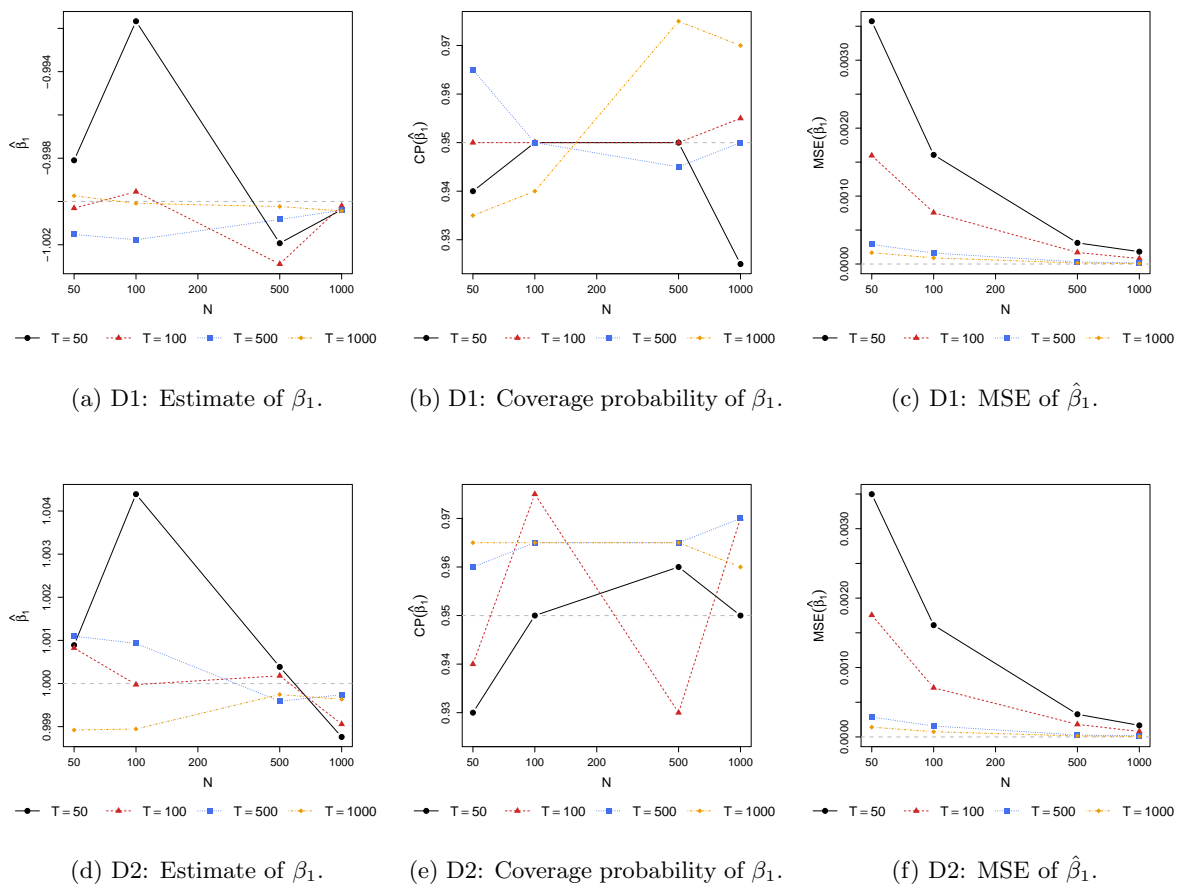 -0.994
-0.998
-1.002
β̂₁
50 100 200 500 1000
N
T = 50 T = 100 T = 500 T = 1000
(a) D1: Estimate of β₁.
0.97
0.96
0.95
0.94
0.93
CP(β̂₁)
50 100 200 500 1000
N
T = 50 T = 100 T = 500 T = 1000
(b) D1: Coverage probability of β₁.
0.0030
0.0020
0.0010
0.0000
MSE(β̂₁)
50 100 200 500 1000
N
T = 50 T = 100 T = 500 T = 1000
(c) D1: MSE of β̂₁.
1.004
1.003
1.002
1.001
1.000
0.999
β̂₁
50 100 200 500 1000
N
T = 50 T = 100 T = 500 T = 1000
(d) D2: Estimate of β₁.
0.97
0.96
0.95
0.94
0.93
CP(β̂₁)
50 100 200 500 1000
N
T = 50 T = 100 T = 500 T = 1000
(e) D2: Coverage probability of β₁.
0.0030
0.0020
0.0010
0.0000
MSE(β̂₁)
50 100 200 500 1000
N
T = 50 T = 100 T = 500 T = 1000
(f) D2: MSE of β̂₁.